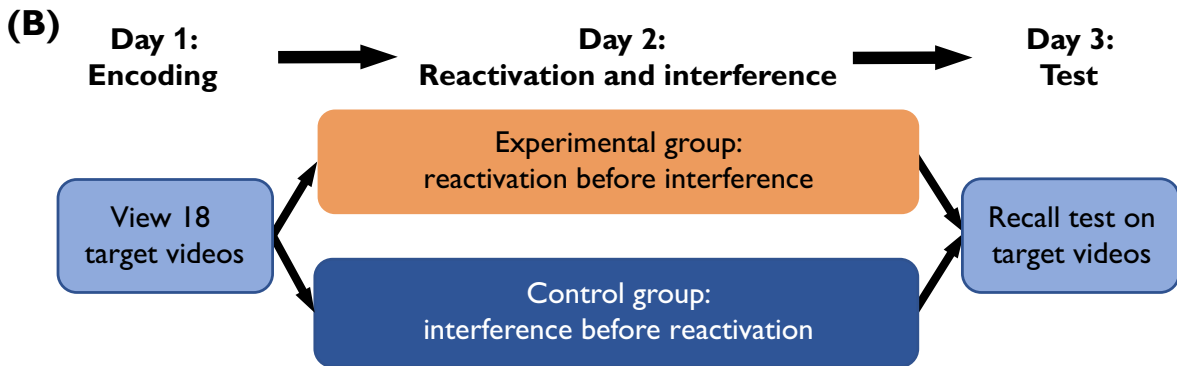 (B)
Day 1:
Encoding
Day 2:
Reactivation and interference
Day 3:
Test
Experimental group:
reactivation before interference
View 18
target videos
Recall test on
target videos
Control group:
interference before reactivation